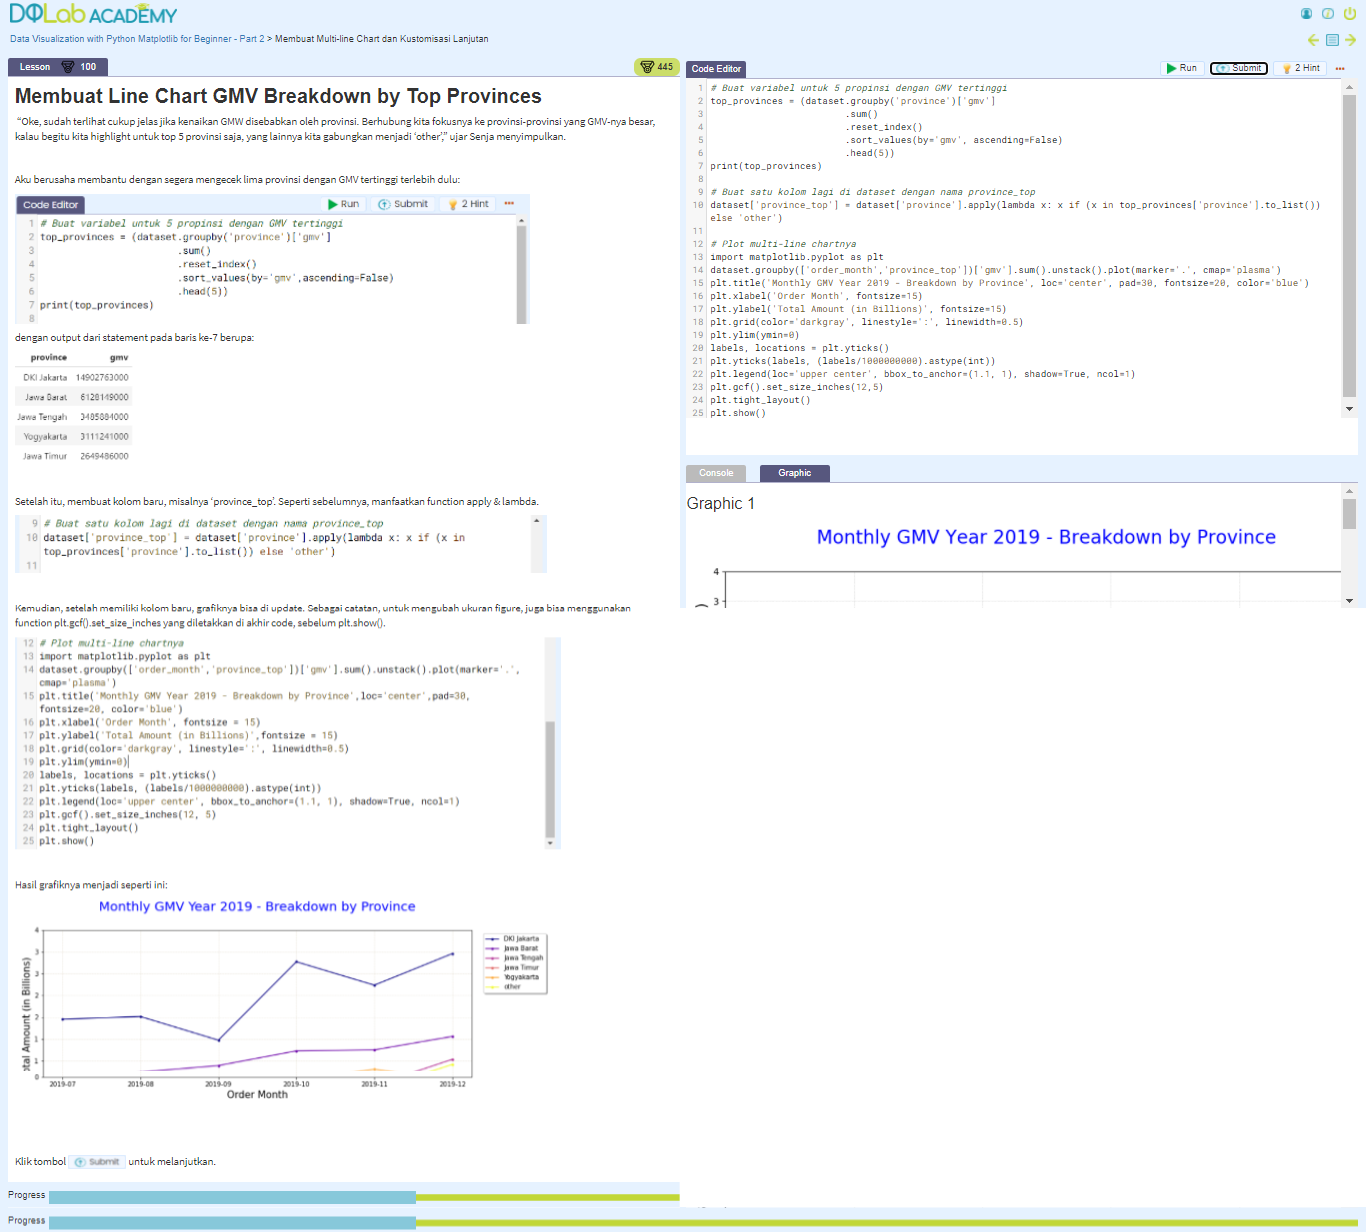 DQLab ACADEMY
Data Visualization with Python Matplotlib for Beginner - Part 2 > Membuat Multi-line Chart dan Kustomisasi Lanjutan
Lesson 100
445
Membuat Line Chart GMV Breakdown by Top Provinces
"Oke, sudah terlihat cukup jelas jika kenaikan GMW disebabkan oleh provinsi. Berhubung kita fokusnya ke provinsi-provinsi yang GMV-nya besar,
kalau begitu kita highlight untuk top 5 provinsi saja, yang lainnya kita gabungkan menjadi 'other'," ujar Senja menyimpulkan.
Aku berusaha membantu dengan segera mengecek lima provinsi dengan GMV tertinggi terlebih dulu:
Code Editor Run Submit 2 Hint
1 # Buat variabel untuk 5 propinsi dengan GMV tertinggi
2 top_provinces = (dataset.groupby('province')['gmv']
3 .sum()
4 .reset_index()
5 .sort_values(by='gmv',ascending=False)
6 .head(5))
7 print(top_provinces)
8
dengan output dari statement pada baris ke-7 berupa:
province gmv
DKI Jakarta 14902763000
Jawa Barat 6128149000
Jawa Tengah 3485884000
Yogyakarta 3111241000
Jawa Timur 2649486000
Setelah itu, membuat kolom baru, misalnya 'province_top'. Seperti sebelumnya, manfaatkan function apply & lambda.
9 # Buat satu kolom lagi di dataset dengan nama province_top
10 dataset['province_top'] = dataset['province'].apply(lambda x: x if (x in
top_provinces['province'].to_list()) else 'other')
11
Kemudian, setelah memiliki kolom baru, grafiknya bisa di update. Sebagai catatan, untuk mengubah ukuran figure, juga bisa menggunakan
function plt.gcf().set_size_inches yang diletakkan di akhir code, sebelum plt.show().
12 # Plot multi-line chartnya
13 import matplotlib.pyplot as plt
14 dataset.groupby(['order_month','province_top'])['gmv'].sum().unstack().plot(marker='.',
cmap='plasma')
15 plt.title('Monthly GMV Year 2019 - Breakdown by Province',loc='center',pad=30,
fontsize=20, color='blue')
16 plt.xlabel('Order Month', fontsize = 15)
17 plt.ylabel('Total Amount (in Billions)',fontsize = 15)
18 plt.grid(color='darkgray', linestyle=':', linewidth=0.5)
19 plt.ylim(ymin=0)
20 labels, locations = plt.yticks()
21 plt.yticks(labels, (labels/1000000000).astype(int))
22 plt.legend(loc='upper center', bbox_to_anchor=(1.1, 1), shadow=True, ncol=1)
23 plt.gcf().set_size_inches(12, 5)
24 plt.tight_layout()
25 plt.show()
Hasil grafiknya menjadi seperti ini:
Monthly GMV Year 2019 - Breakdown by Province
4
3
3
2
2
1
1
0
tal Amount (in Billions)
2019-07 2019-08 2019-09 2019-10 2019-11 2019-12
Order Month
DKI Jakarta
Jawa Barat
Jawa Tengah
Jawa Timur
Yogyakarta
other
Klik tombol Submit untuk melanjutkan.
Progress
Progress
Code Editor Run Submit 2 Hint
1 # Buat variabel untuk 5 propinsi dengan GMV tertinggi
2 top_provinces = (dataset.groupby('province')['gmv']
3 .sum()
4 .reset_index()
5 .sort_values(by='gmv', ascending=False)
6 .head(5))
7 print(top_provinces)
8
9 # Buat satu kolom lagi di dataset dengan nama province_top
10 dataset['province_top'] = dataset['province'].apply(lambda x: x if (x in top_provinces['province'].to_list())
else 'other')
11
12 # Plot multi-line chartnya
13 import matplotlib.pyplot as plt
14 dataset.groupby(['order_month','province_top'])['gmv'].sum().unstack().plot(marker='.', cmap='plasma')
15 plt.title('Monthly GMV Year 2019 - Breakdown by Province', loc='center', pad=30, fontsize=20, color='blue')
16 plt.xlabel('Order Month', fontsize=15)
17 plt.ylabel('Total Amount (in Billions)', fontsize=15)
18 plt.grid(color='darkgray', linestyle=':', linewidth=0.5)
19 plt.ylim(ymin=0)
20 labels, locations = plt.yticks()
21 plt.yticks(labels, (labels/1000000000).astype(int))
22 plt.legend(loc='upper center', bbox_to_anchor=(1.1, 1), shadow=True, ncol=1)
23 plt.gcf().set_size_inches(12,5)
24 plt.tight_layout()
25 plt.show()
Console Graphic
Graphic 1
Monthly GMV Year 2019 - Breakdown by Province
4
3